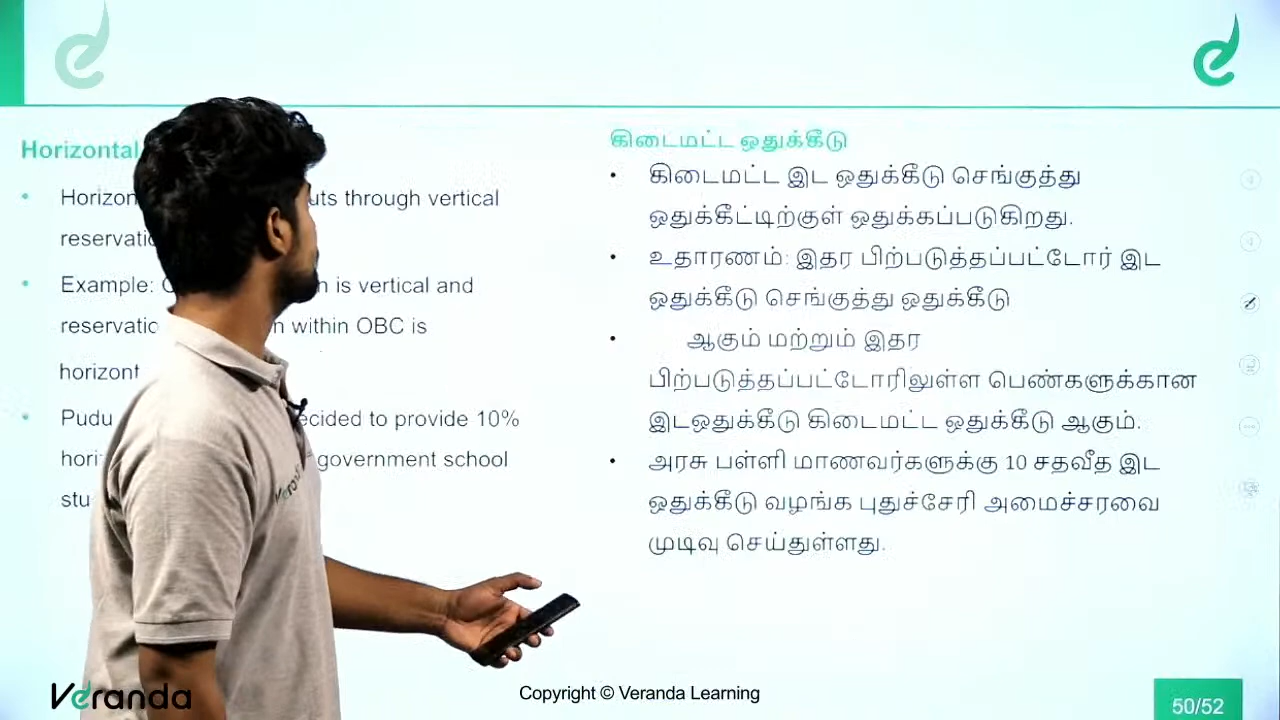 Horizontal
Horizon uts through vertical
reservatio
Example: n is vertical and
reservatio n within OBC is
horizont
Pudu ecided to provide 10%
hori government school
stu
கிடைமட்ட ஒதுக்கீடு
கிடைமட்ட இட ஒதுக்கீடு செங்குத்து
ஒதுக்கீட்டிற்குள் ஒதுக்கப்படுகிறது.
உதாரணம்: இதர பிற்படுத்தப்பட்டோர் இட
ஒதுக்கீடு செங்குத்து ஒதுக்கீடு
ஆகும் மற்றும் இதர
பிற்படுத்தப்பட்டோரிலுள்ள பெண்களுக்கான
இடஒதுக்கீடு கிடைமட்ட ஒதுக்கீடு ஆகும்.
அரசு பள்ளி மாணவர்களுக்கு 10 சதவீத இட
ஒதுக்கீடு வழங்க புதுச்சேரி அமைச்சரவை
முடிவு செய்துள்ளது.
Veranda
Copyright © Veranda Learning
50/52